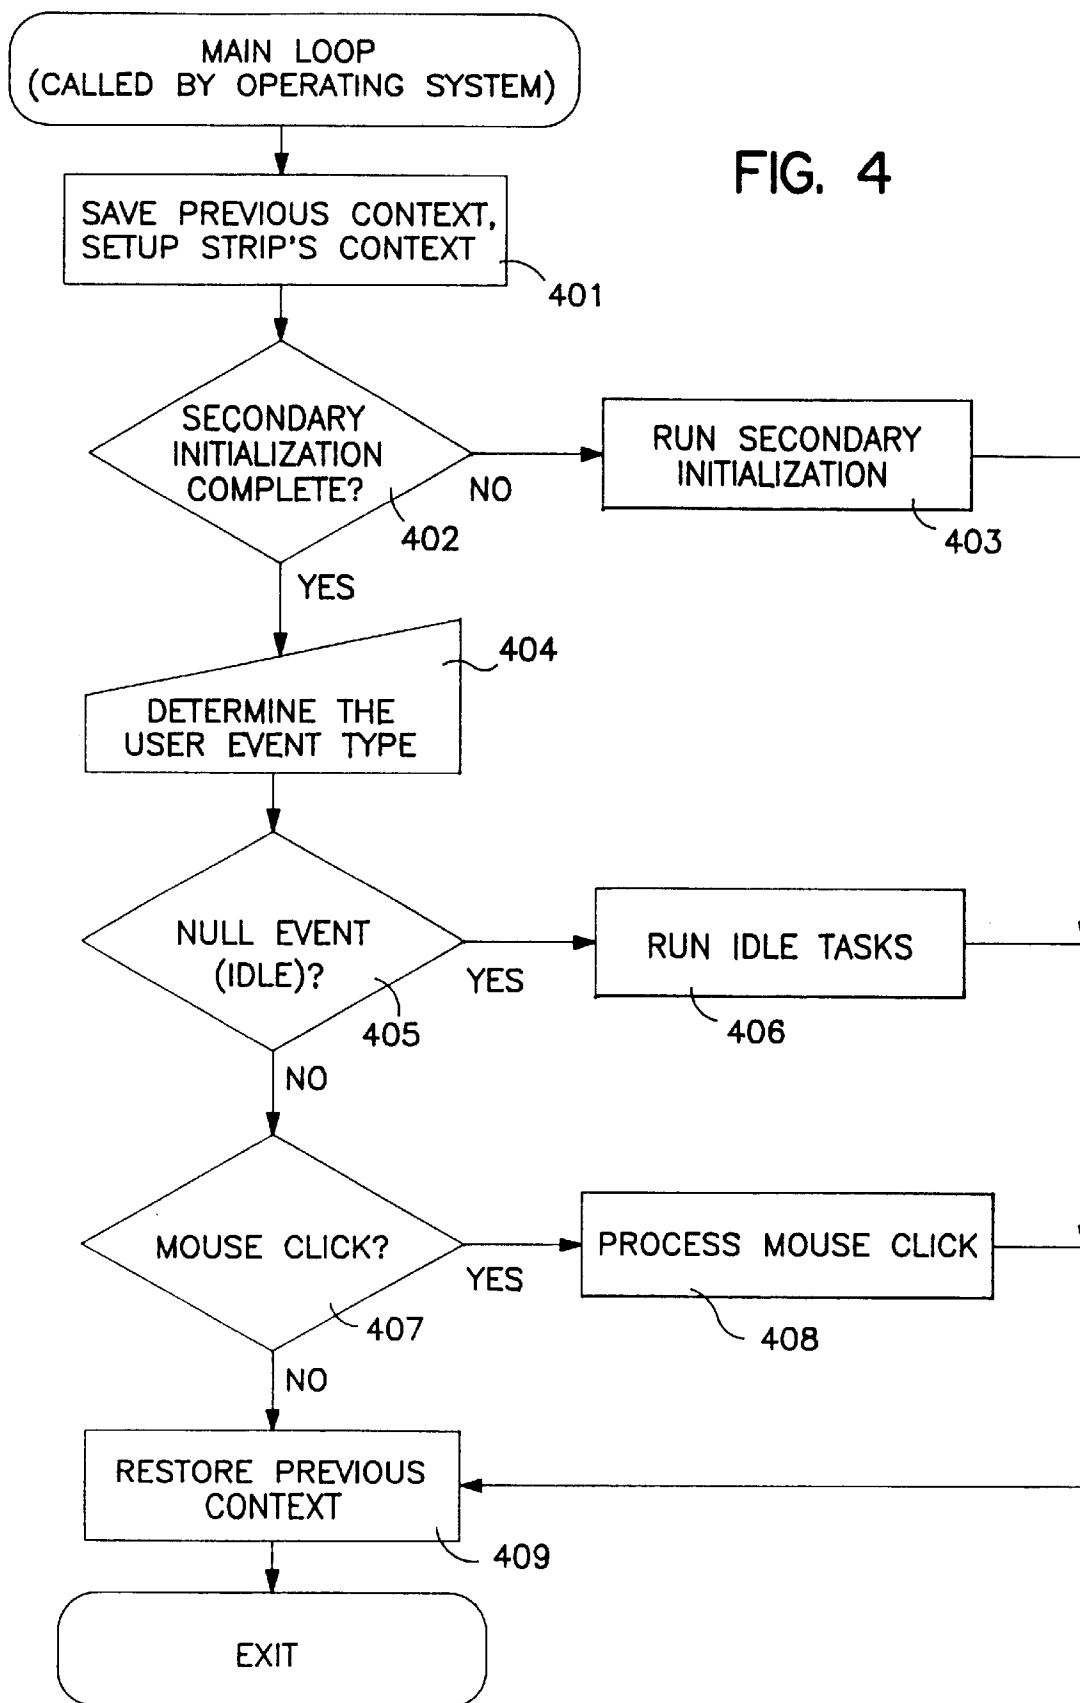 MAIN LOOP
(CALLED BY OPERATING SYSTEM)
FIG. 4
SAVE PREVIOUS CONTEXT,
SETUP STRIP'S CONTEXT
401
SECONDARY
INITIALIZATION
COMPLETE?
402
NO
RUN SECONDARY
INITIALIZATION
403
YES
404
DETERMINE THE
USER EVENT TYPE
NULL EVENT
(IDLE)?
405
YES
RUN IDLE TASKS
406
NO
MOUSE CLICK?
407
YES
PROCESS MOUSE CLICK
408
NO
RESTORE PREVIOUS
CONTEXT
409
EXIT